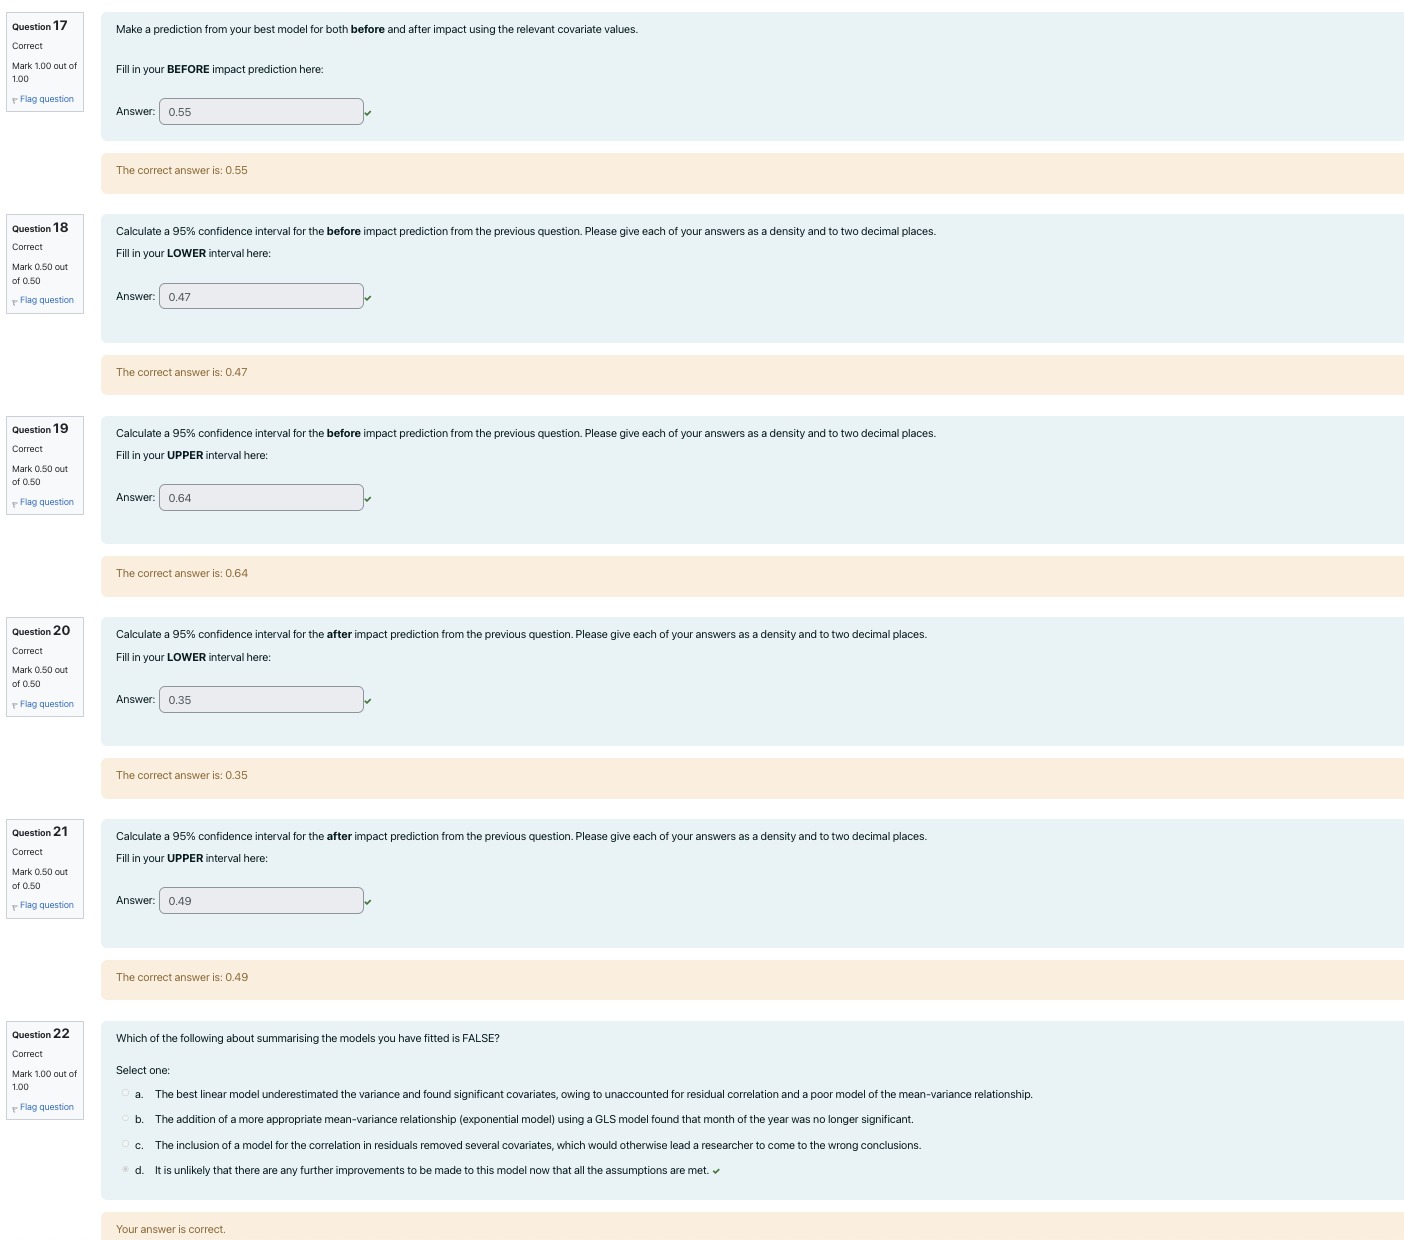 Question 17
Correct
Mark 1.00 out of
1.00
Flag question
Make a prediction from your best model for both before and after impact using the relevant covariate values.
Fill in your BEFORE impact prediction here:
Answer: 0.55
The correct answer is: 0.55
Question 18
Correct
Mark 0.50 out
of 0.50
Flag question
Calculate a 95% confidence interval for the before impact prediction from the previous question. Please give each of your answers as a density and to two decimal places.
Fill in your LOWER interval here:
Answer: 0.47
The correct answer is: 0.47
Question 19
Correct
Mark 0.50 out
of 0.50
Flag question
Calculate a 95% confidence interval for the before impact prediction from the previous question. Please give each of your answers as a density and to two decimal places.
Fill in your UPPER interval here:
Answer: 0.64
The correct answer is: 0.64
Question 20
Correct
Mark 0.50 out
of 0.50
Flag question
Calculate a 95% confidence interval for the after impact prediction from the previous question. Please give each of your answers as a density and to two decimal places.
Fill in your LOWER interval here:
Answer: 0.35
The correct answer is: 0.35
Question 21
Correct
Mark 0.50 out
of 0.50
Flag question
Calculate a 95% confidence interval for the after impact prediction from the previous question. Please give each of your answers as a density and to two decimal places.
Fill in your UPPER interval here:
Answer: 0.49
The correct answer is: 0.49
Question 22
Correct
Mark 1.00 out of
1.00
Flag question
Which of the following about summarising the models you have fitted is FALSE?
Select one:
a. The best linear model underestimated the variance and found significant covariates, owing to unaccounted for residual correlation and a poor model of the mean-variance relationship.
b. The addition of a more appropriate mean-variance relationship (exponential model) using a GLS model found that month of the year was no longer significant.
c. The inclusion of a model for the correlation in residuals removed several covariates, which would otherwise lead a researcher to come to the wrong conclusions.
d. It is unlikely that there are any further improvements to be made to this model now that all the assumptions are met.
Your answer is correct.